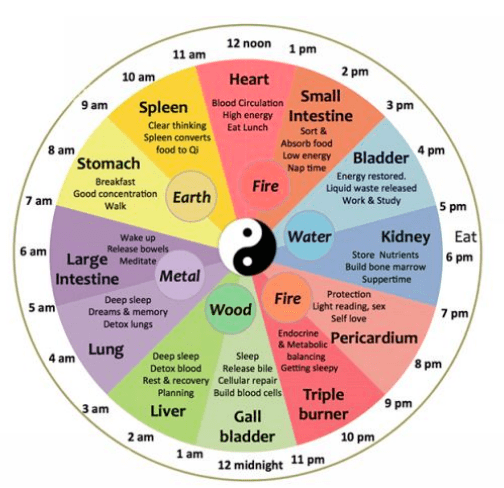 12 noon
1 pm
2 pm
3 pm
4 pm
5 pm
Eat
6 pm
7 pm
8 pm
9 pm
10 pm
11 pm
12 midnight
1 am
2 am
3 am
4 am
5 am
6 am
7 am
8 am
9 am
10 am
11 am
Heart
Blood Circulation
High energy
Eat Lunch
Small
Intestine
Sort &
Absorb food
Low energy
Nap time
Bladder
Energy restored.
Liquid waste released
Work & Study
Kidney
Store Nutrients
Build bone marrow
Suppertime
Protection
Light reading, sex
Self love
Pericardium
Endocrine
& Metabolic
balancing
Getting sleepy
Triple
burner
Sleep
Release bile
Cellular repair
Build blood cells
Gall
bladder
Deep sleep
Detox blood
Rest & recovery
Planning
Liver
Deep sleep
Dreams & memory
Detox lungs
Lung
Wake up
Release bowels
Meditate
Large
Intestine
Stomach
Breakfast
Good concentration
Walk
Spleen
Clear thinking
Spleen converts
food to Qi
Earth
Fire
Water
Fire
Wood
Metal